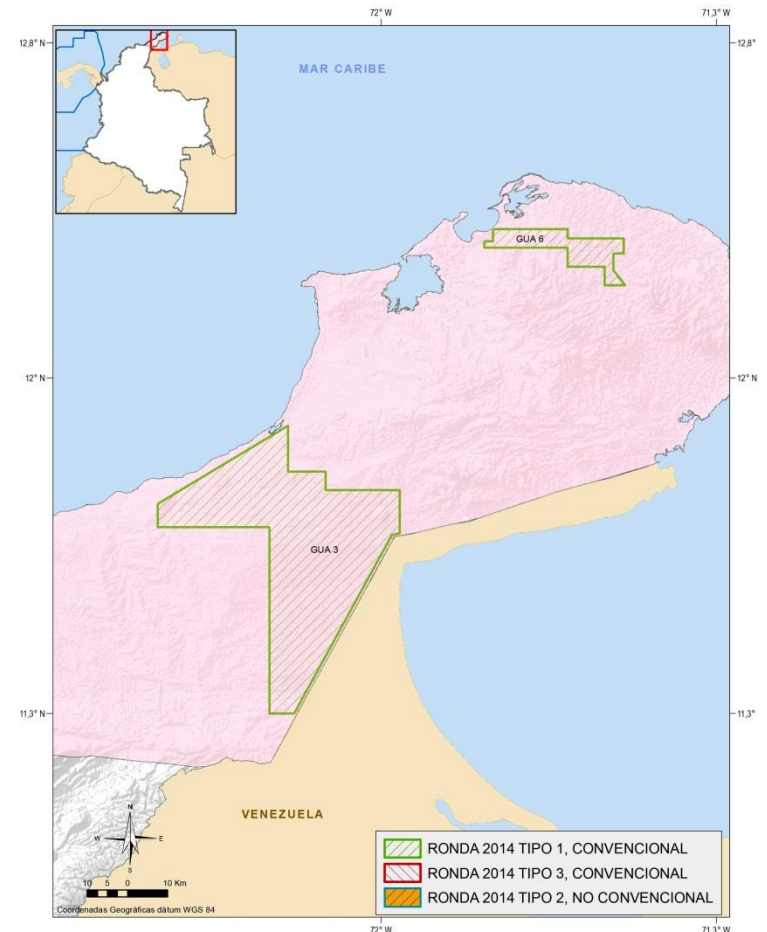 72° W
71,3° W
12,8° N
12,8° N
MAR CARIBE
GUA 6
12° N
12° N
GUA 3
11,3° N
11,3° N
VENEZUELA
N
W
E
S
10 5 0 10 Km
Coordenadas Geográficas dátum WGS 84
RONDA 2014 TIPO 1, CONVENCIONAL
RONDA 2014 TIPO 3, CONVENCIONAL
RONDA 2014 TIPO 2, NO CONVENCIONAL
72° W
71,3° W